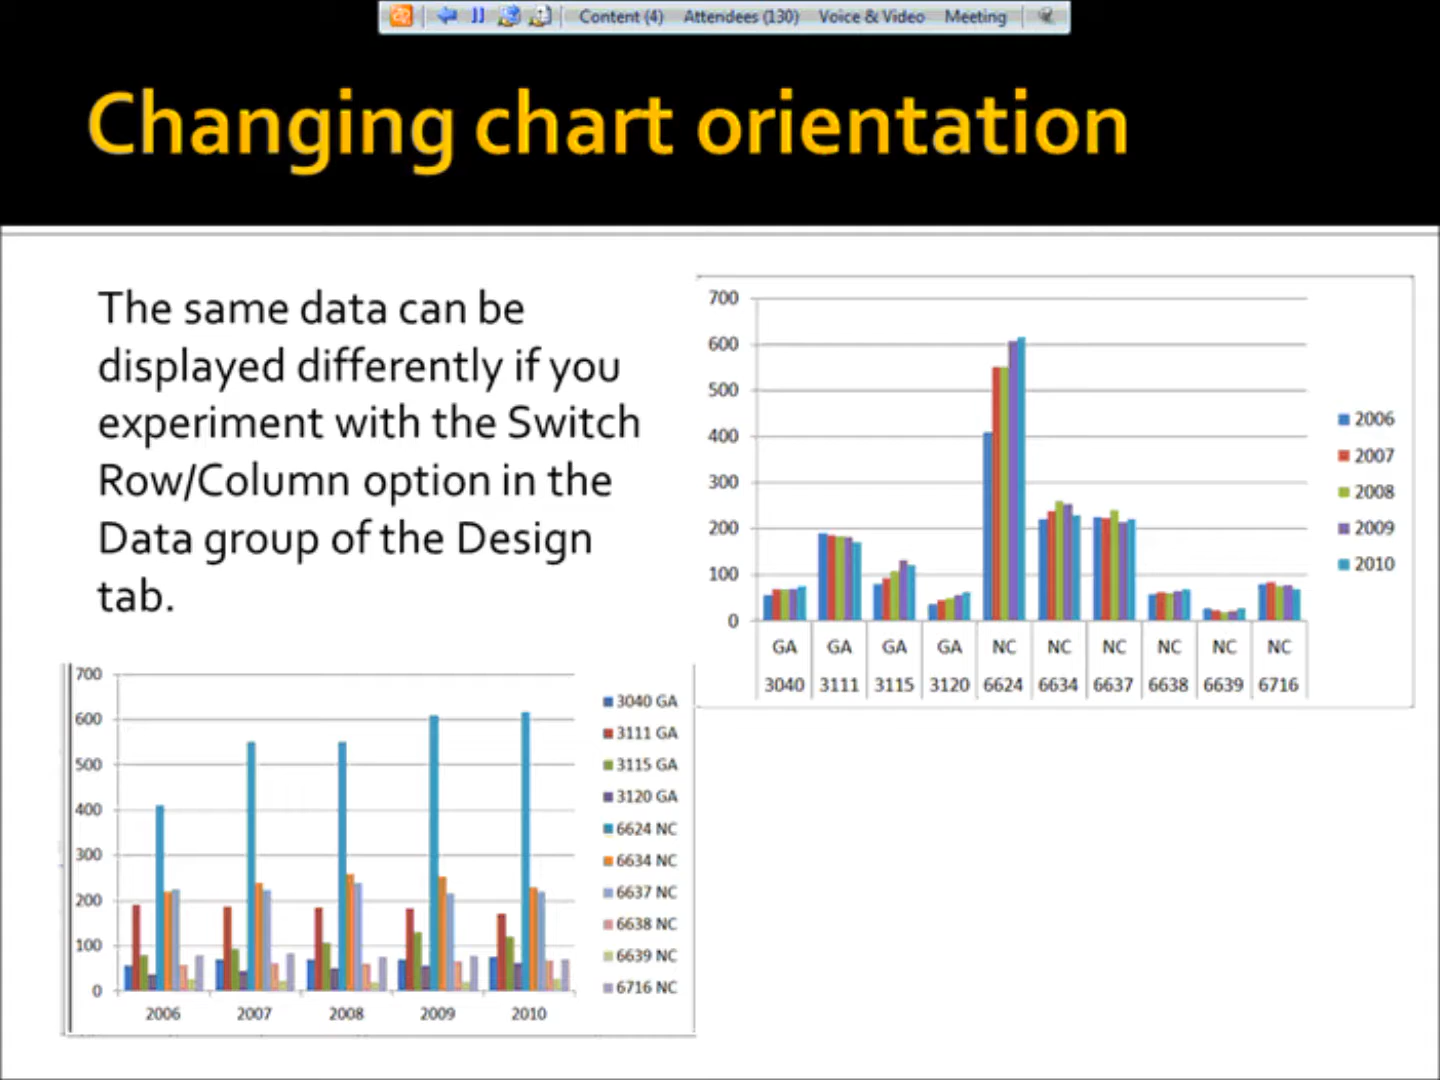 Content (4) Attendees (130) Voice & Video Meeting
Changing chart orientation
The same data can be
displayed differently if you
experiment with the Switch
Row/Column option in the
Data group of the Design
tab.
700
600
500
400
300
200
100
0
GA GA GA GA NC NC NC NC NC NC
3040 3111 3115 3120 6624 6634 6637 6638 6639 6716
2006
2007
2008
2009
2010
700
600
500
400
300
200
100
0
2006 2007 2008 2009 2010
3040 GA
3111 GA
3115 GA
3120 GA
6624 NC
6634 NC
6637 NC
6638 NC
6639 NC
6716 NC